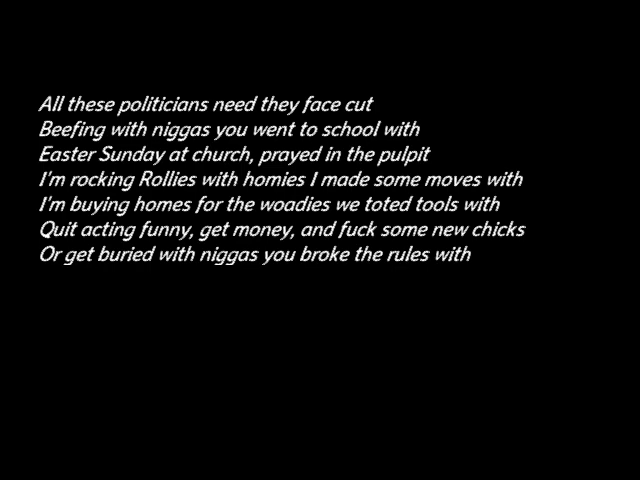 All these politicians need they face cut
Beefing with niggas you went to school with
Easter Sunday at church, prayed in the pulpit
I'm rocking Rollies with homies I made some moves with
I'm buying homes for the woadies we toted tools with
Quit acting funny, get money, and fuck some new chicks
Or get buried with niggas you broke the rules with